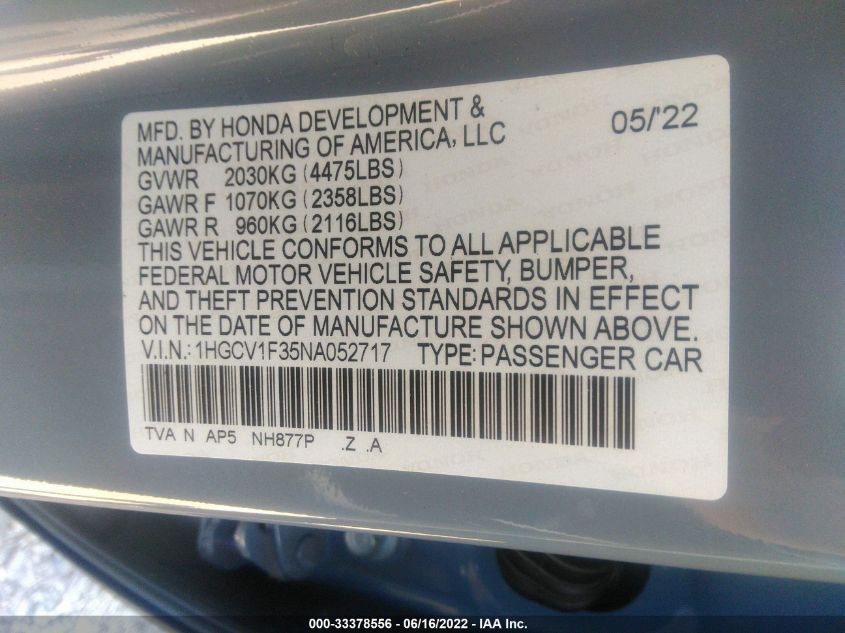 MFD. BY HONDA DEVELOPMENT & 
MANUFACTURING OF AMERICA, LLC 05/'22
GVWR 2030KG (4475LBS)
GAWR F 1070KG (2358LBS)
GAWR R 960KG (2116LBS)
THIS VEHICLE CONFORMS TO ALL APPLICABLE
FEDERAL MOTOR VEHICLE SAFETY, BUMPER,
AND THEFT PREVENTION STANDARDS IN EFFECT
ON THE DATE OF MANUFACTURE SHOWN ABOVE.
V.I.N.: 1HGCV1F35NA052717 TYPE: PASSENGER CAR
TVA N AP5 NH877P .Z .A
000-33378556 - 06/16/2022 - IAA Inc.